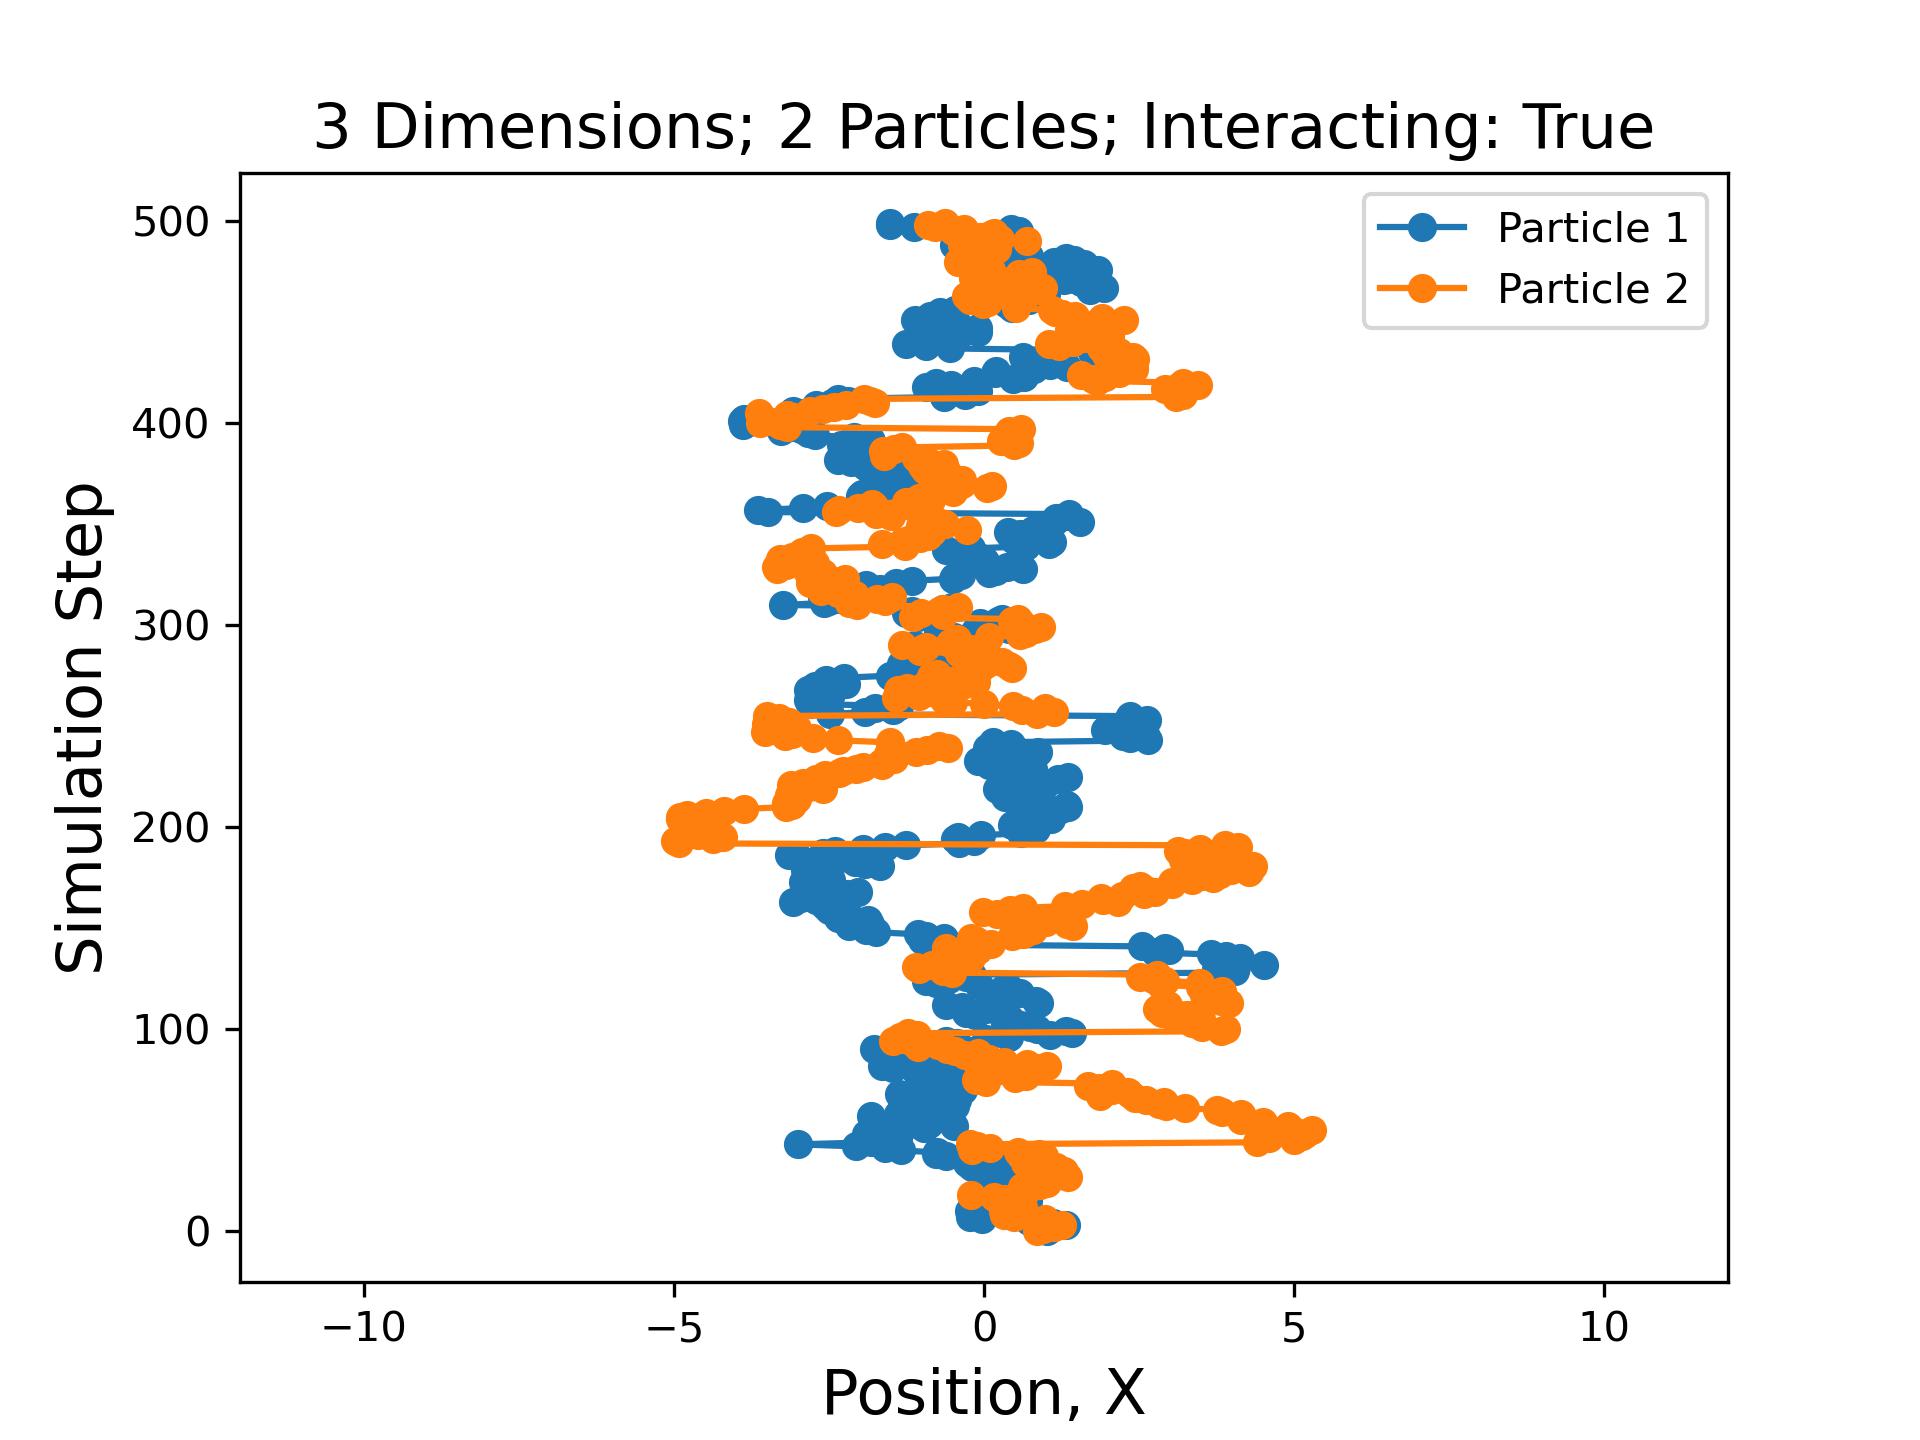 3 Dimensions; 2 Particles; Interacting: True
Particle 1
Particle 2
Simulation Step
500
400
300
200
100
0
−10
−5
0
5
10
Position, X